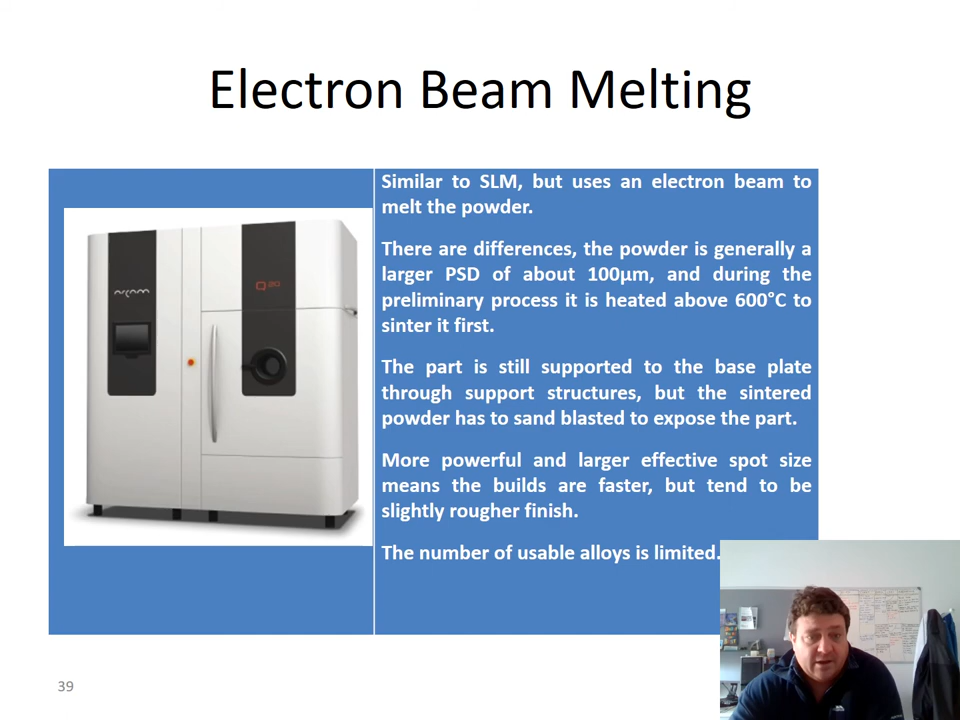 Electron Beam Melting
Similar to SLM, but uses an electron beam to
melt the powder.
There are differences, the powder is generally a
larger PSD of about 100µm, and during the
preliminary process it is heated above 600°C to
sinter it first.
The part is still supported to the base plate
through support structures, but the sintered
powder has to sand blasted to expose the part.
More powerful and larger effective spot size
means the builds are faster, but tend to be
slightly rougher finish.
The number of usable alloys is limited.
arcam
Q20
39